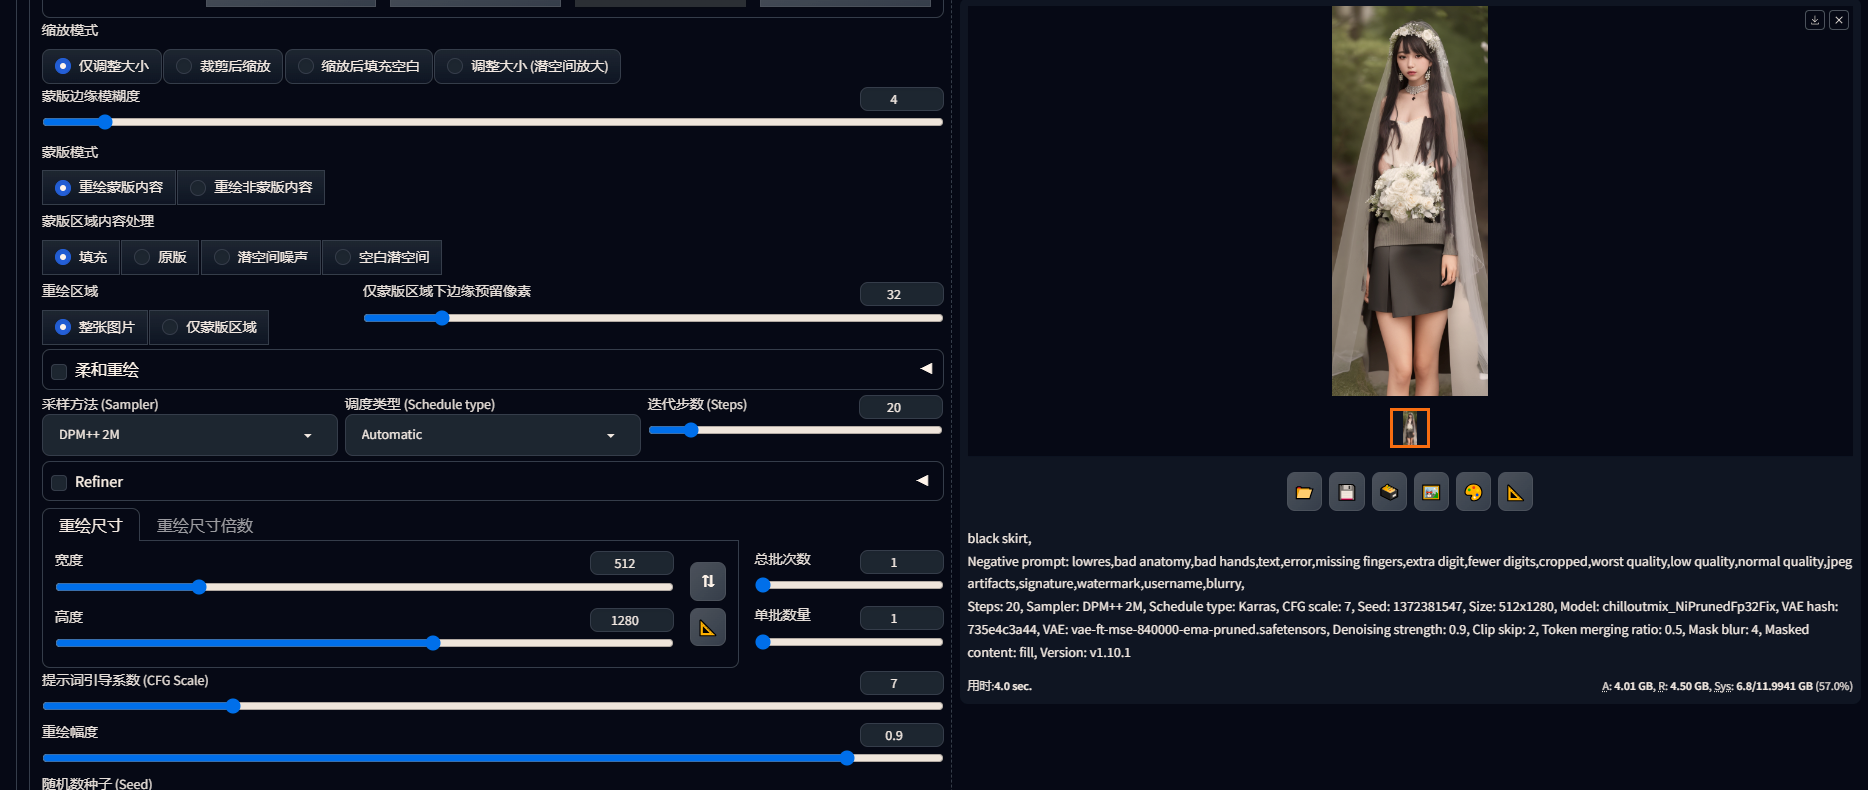 缩放模式
仅调整大小
裁剪后缩放
缩放后填充空白
调整大小 (潜空间放大)
蒙版边缘模糊度
4
蒙版模式
重绘蒙版内容
重绘非蒙版内容
蒙版区域内容处理
填充
原版
潜空间噪声
空白潜空间
重绘区域
整张图片
仅蒙版区域
仅蒙版区域下边缘预留像素
32
柔和重绘
采样方法 (Sampler)
DPM++ 2M
调度类型 (Schedule type)
Automatic
迭代步数 (Steps)
20
Refiner
重绘尺寸
重绘尺寸倍数
宽度
512
高度
1280
总批次数
1
单批数量
1
提示词引导系数 (CFG Scale)
7
重绘幅度
0.9
随机数种子 (Seed)
black skirt,
Negative prompt: lowres,bad anatomy,bad hands,text,error,missing fingers,extra digit,fewer digits,cropped,worst quality,low quality,normal quality,jpeg
artifacts,signature,watermark,username,blurry,
Steps: 20, Sampler: DPM++ 2M, Schedule type: Karras, CFG scale: 7, Seed: 1372381547, Size: 512x1280, Model: chilloutmix_NiPrunedFp32Fix, VAE hash:
735e4c3a44, VAE: vae-ft-mse-840000-ema-pruned.safetensors, Denoising strength: 0.9, Clip skip: 2, Token merging ratio: 0.5, Mask blur: 4, Masked
content: fill, Version: v1.10.1
用时:4.0 sec.
A: 4.01 GB, R: 4.50 GB, Sys: 6.8/11.9941 GB (57.0%)